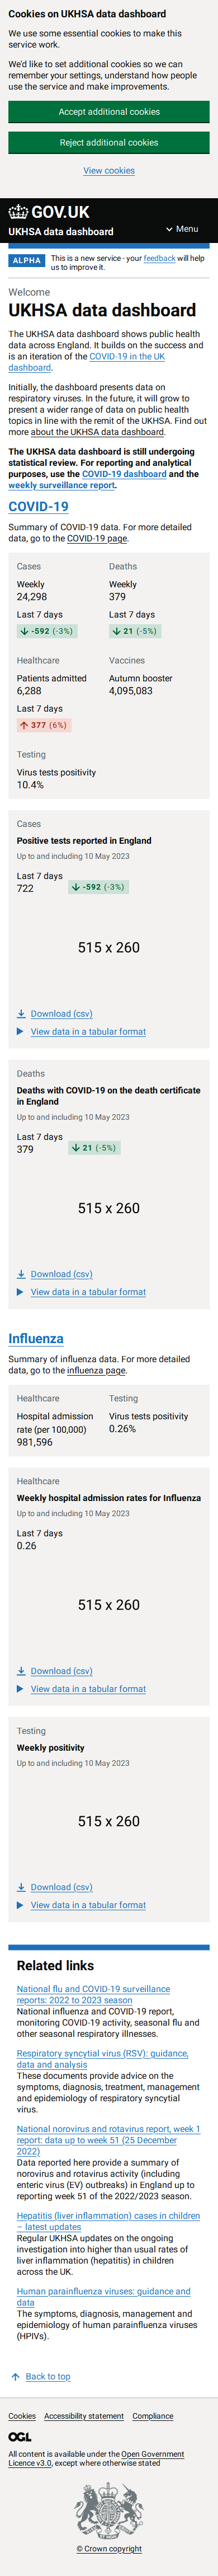 Cookies on UKHSA data dashboard
We use some essential cookies to make this
service work.
We'd like to set additional cookies so we can
remember your settings, understand how people
use the service and make improvements.
Accept additional cookies
Reject additional cookies
View cookies
GOV.UK
UKHSA data dashboard
Menu
ALPHA
This is a new service - your feedback will help
us to improve it.
Welcome
UKHSA data dashboard
The UKHSA data dashboard shows public health
data across England. It builds on the success and
is an iteration of the COVID-19 in the UK
dashboard.
Initially, the dashboard presents data on
respiratory viruses. In the future, it will grow to
present a wider range of data on public health
topics in line with the remit of the UKHSA. Find out
more about the UKHSA data dashboard.
The UKHSA data dashboard is still undergoing
statistical review. For reporting and analytical
purposes, use the COVID-19 dashboard and the
weekly surveillance report.
COVID-19
Summary of COVID-19 data. For more detailed
data, go to the COVID-19 page.
Cases
Weekly
24,298
Last 7 days
-592 (-3%)
Deaths
Weekly
379
Last 7 days
21 (-5%)
Healthcare
Patients admitted
6,288
Last 7 days
377 (6%)
Vaccines
Autumn booster
4,095,083
Testing
Virus tests positivity
10.4%
Cases
Positive tests reported in England
Up to and including 10 May 2023
Last 7 days
722
-592 (-3%)
515 x 260
Download (csv)
View data in a tabular format
Deaths
Deaths with COVID-19 on the death certificate
in England
Up to and including 10 May 2023
Last 7 days
379
21 (-5%)
515 x 260
Download (csv)
View data in a tabular format
Influenza
Summary of influenza data. For more detailed
data, go to the influenza page.
Healthcare
Hospital admission
rate (per 100,000)
981,596
Testing
Virus tests positivity
0.26%
Healthcare
Weekly hospital admission rates for Influenza
Up to and including 10 May 2023
Last 7 days
0.26
515 x 260
Download (csv)
View data in a tabular format
Testing
Weekly positivity
Up to and including 10 May 2023
515 x 260
Download (csv)
View data in a tabular format
Related links
National flu and COVID-19 surveillance
reports: 2022 to 2023 season
National influenza and COVID-19 report,
monitoring COVID-19 activity, seasonal flu and
other seasonal respiratory illnesses.
Respiratory syncytial virus (RSV): guidance,
data and analysis
These documents provide advice on the
symptoms, diagnosis, treatment, management
and epidemiology of respiratory syncytial
virus.
National norovirus and rotavirus report, week 1
report: data up to week 51 (25 December
2022)
Data reported here provide a summary of
norovirus and rotavirus activity (including
enteric virus (EV) outbreaks) in England up to
reporting week 51 of the 2022/2023 season.
Hepatitis (liver inflammation) cases in children
– latest updates
Regular UKHSA updates on the ongoing
investigation into higher than usual rates of
liver inflammation (hepatitis) in children
across the UK.
Human parainfluenza viruses: guidance and
data
The symptoms, diagnosis, management and
epidemiology of human parainfluenza viruses
(HPIVs).
Back to top
Cookies Accessibility statement Compliance
OGL
All content is available under the Open Government
Licence v3.0, except where otherwise stated
© Crown copyright